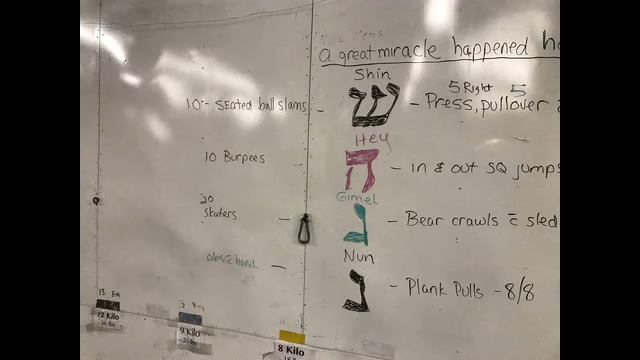 a great miracle happened h
Shin
5 Right 5
10 - Seated ball slams - ש - Press, pullover
Hey
10 Burpees ה - in & out SQ jumps
Gimel
20
Skaters - ג - Bear crawls c̄ sled
Nun
נ - Plank Pulls - 8/8
12 Kilo
9 Kilo
8 Kilo